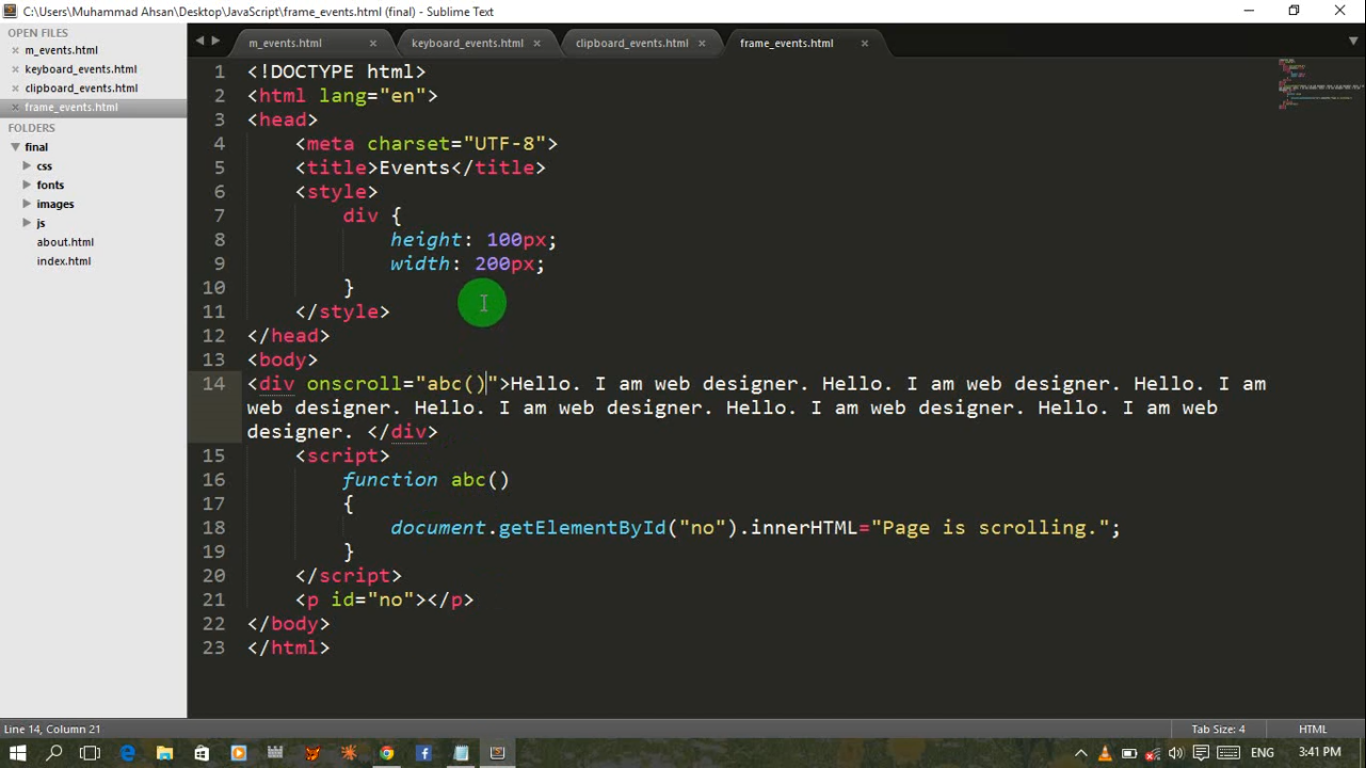 C:\Users\Muhammad Ahsan\Desktop\JavaScript\frame_events.html (final) - Sublime Text
OPEN FILES
m_events.html
keyboard_events.html
clipboard_events.html
frame_events.html
FOLDERS
final
css
fonts
images
js
about.html
index.html
m_events.html keyboard_events.html clipboard_events.html frame_events.html
1 <!DOCTYPE html>
2 <html lang="en">
3 <head>
4 <meta charset="UTF-8">
5 <title>Events</title>
6 <style>
7 div {
8 height: 100px;
9 width: 200px;
10 }
11 </style>
12 </head>
13 <body>
14 <div onscroll="abc()">Hello. I am web designer. Hello. I am web designer. Hello. I am
web designer. Hello. I am web designer. Hello. I am web designer. Hello. I am web
designer. </div>
15 <script>
16 function abc()
17 {
18 document.getElementById("no").innerHTML="Page is scrolling.";
19 }
20 </script>
21 <p id="no"></p>
22 </body>
23 </html>
Line 14, Column 21 Tab Size: 4 HTML
ENG 3:41 PM